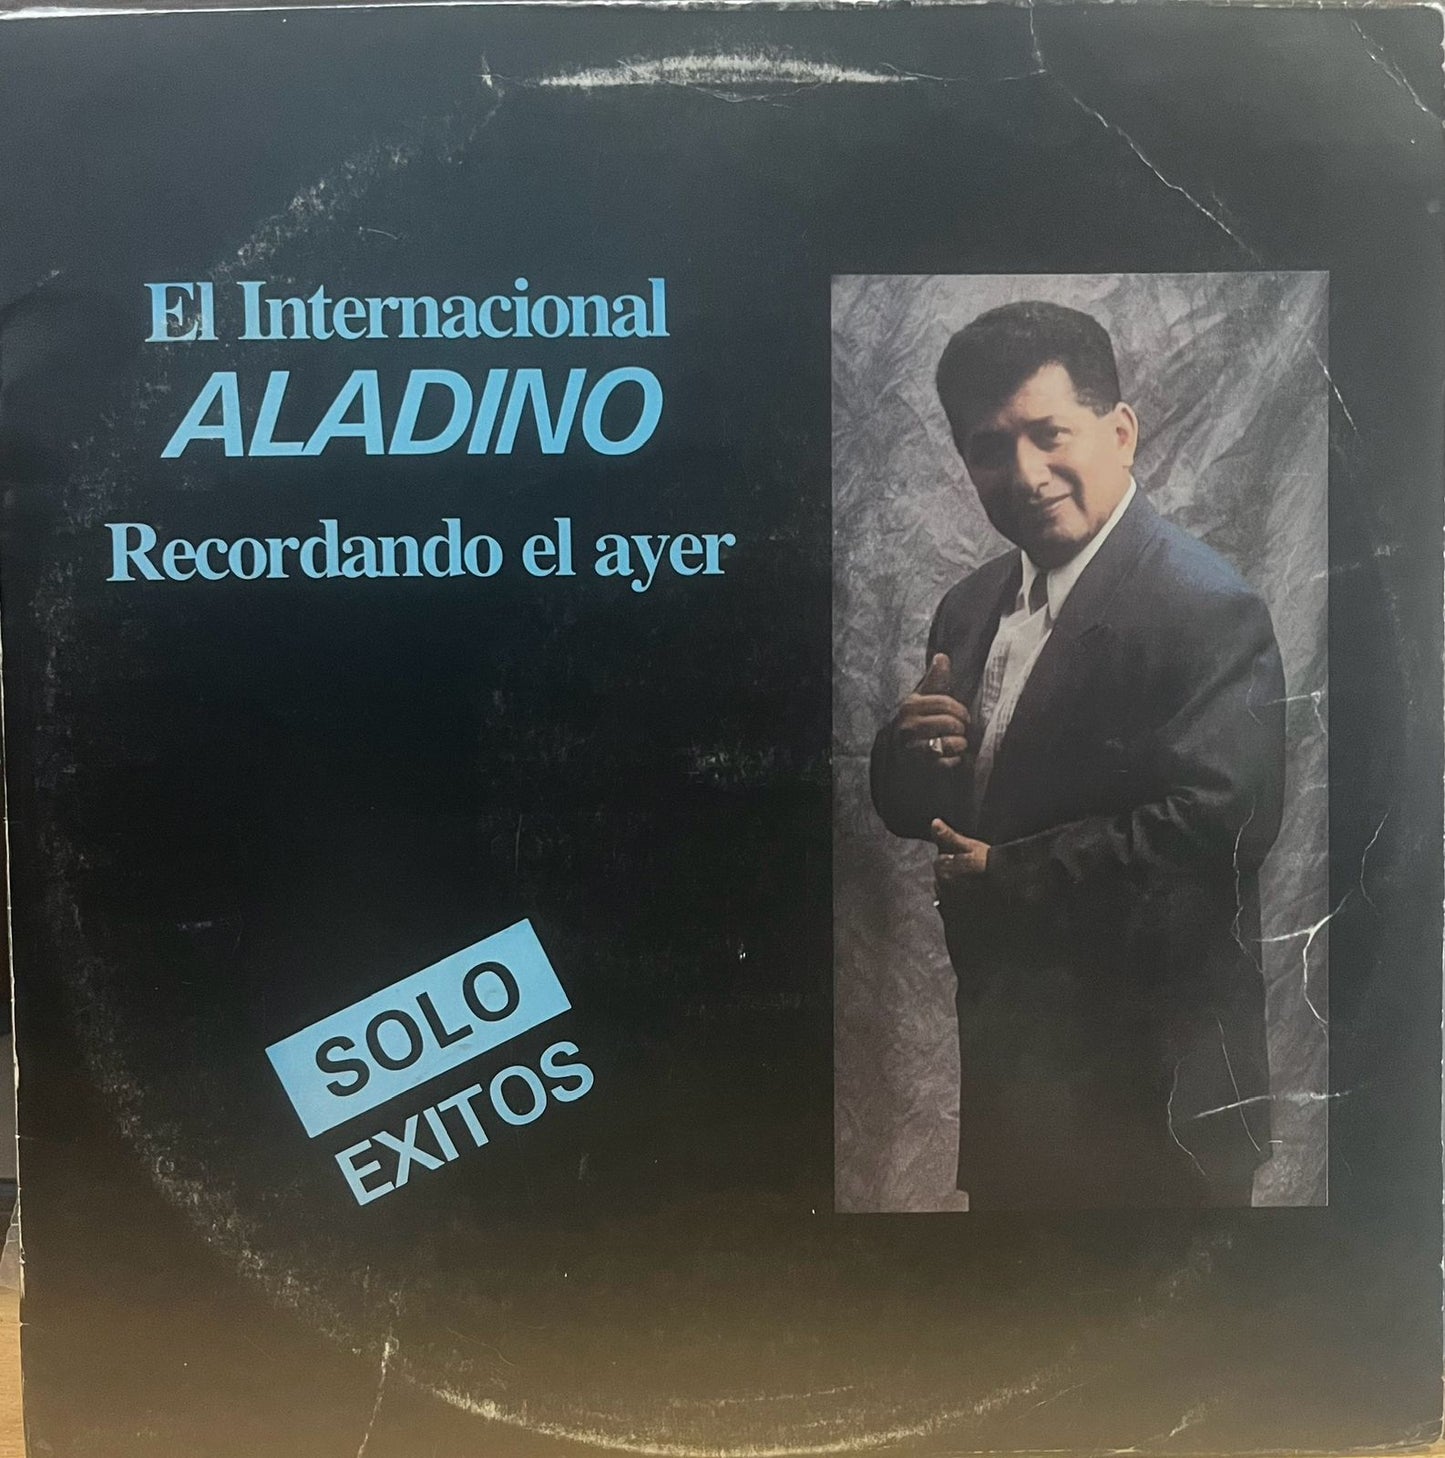 El Internacional
ALADINO
Recordando el ayer
SOLO
EXITOS